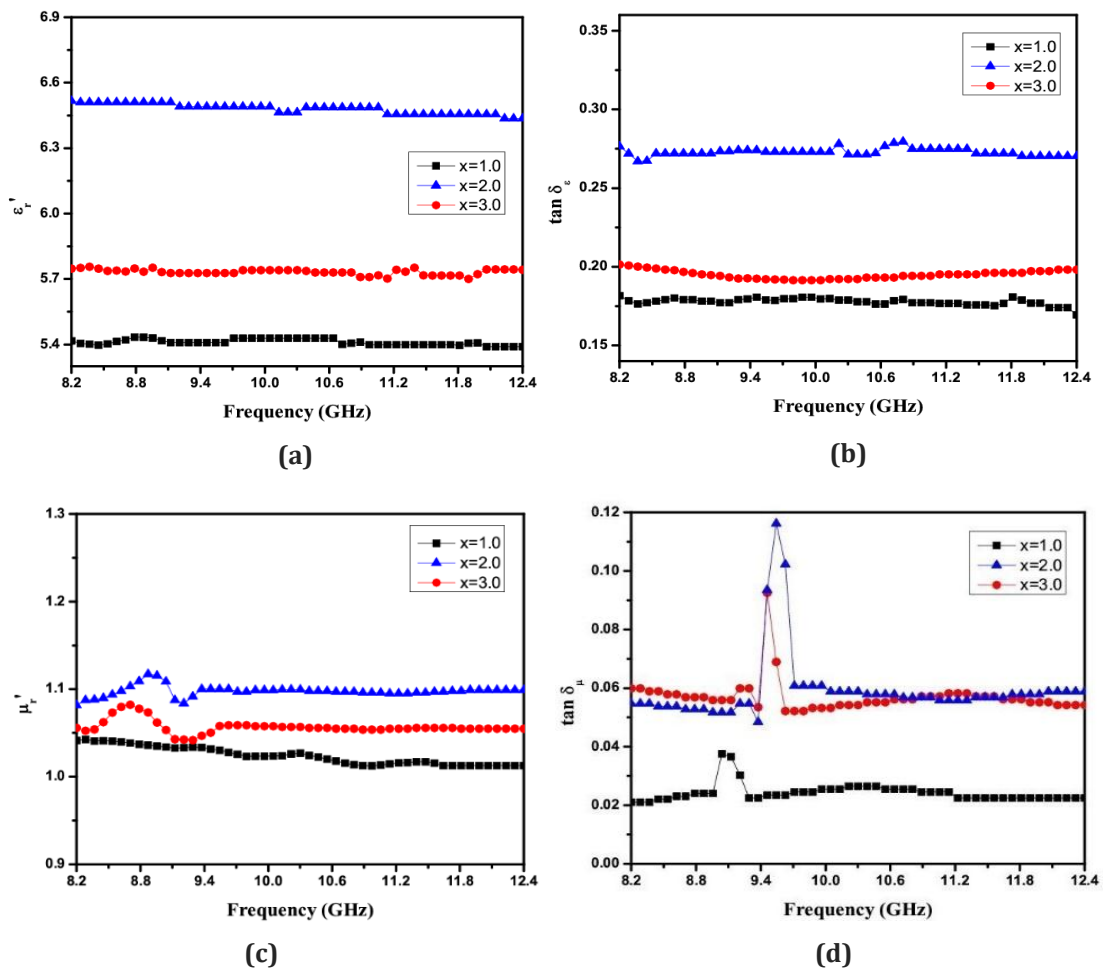 6.9
6.6
6.3
6.0
5.7
5.4
εr'
x=1.0
x=2.0
x=3.0
8.2 8.8 9.4 10.0 10.6 11.2 11.8 12.4
Frequency (GHz)
(a)
0.35
0.30
0.25
0.20
0.15
tan δε
x=1.0
x=2.0
x=3.0
8.2 8.8 9.4 10.0 10.6 11.2 11.8 12.4
Frequency (GHz)
(b)
1.3
1.2
1.1
1.0
0.9
μr'
x=1.0
x=2.0
x=3.0
8.2 8.8 9.4 10.0 10.6 11.2 11.8 12.4
Frequency (GHz)
(c)
0.12
0.10
0.08
0.06
0.04
0.02
0.00
tan δμ
x=1.0
x=2.0
x=3.0
8.2 8.8 9.4 10.0 10.6 11.2 11.8 12.4
Frequency (GHz)
(d)